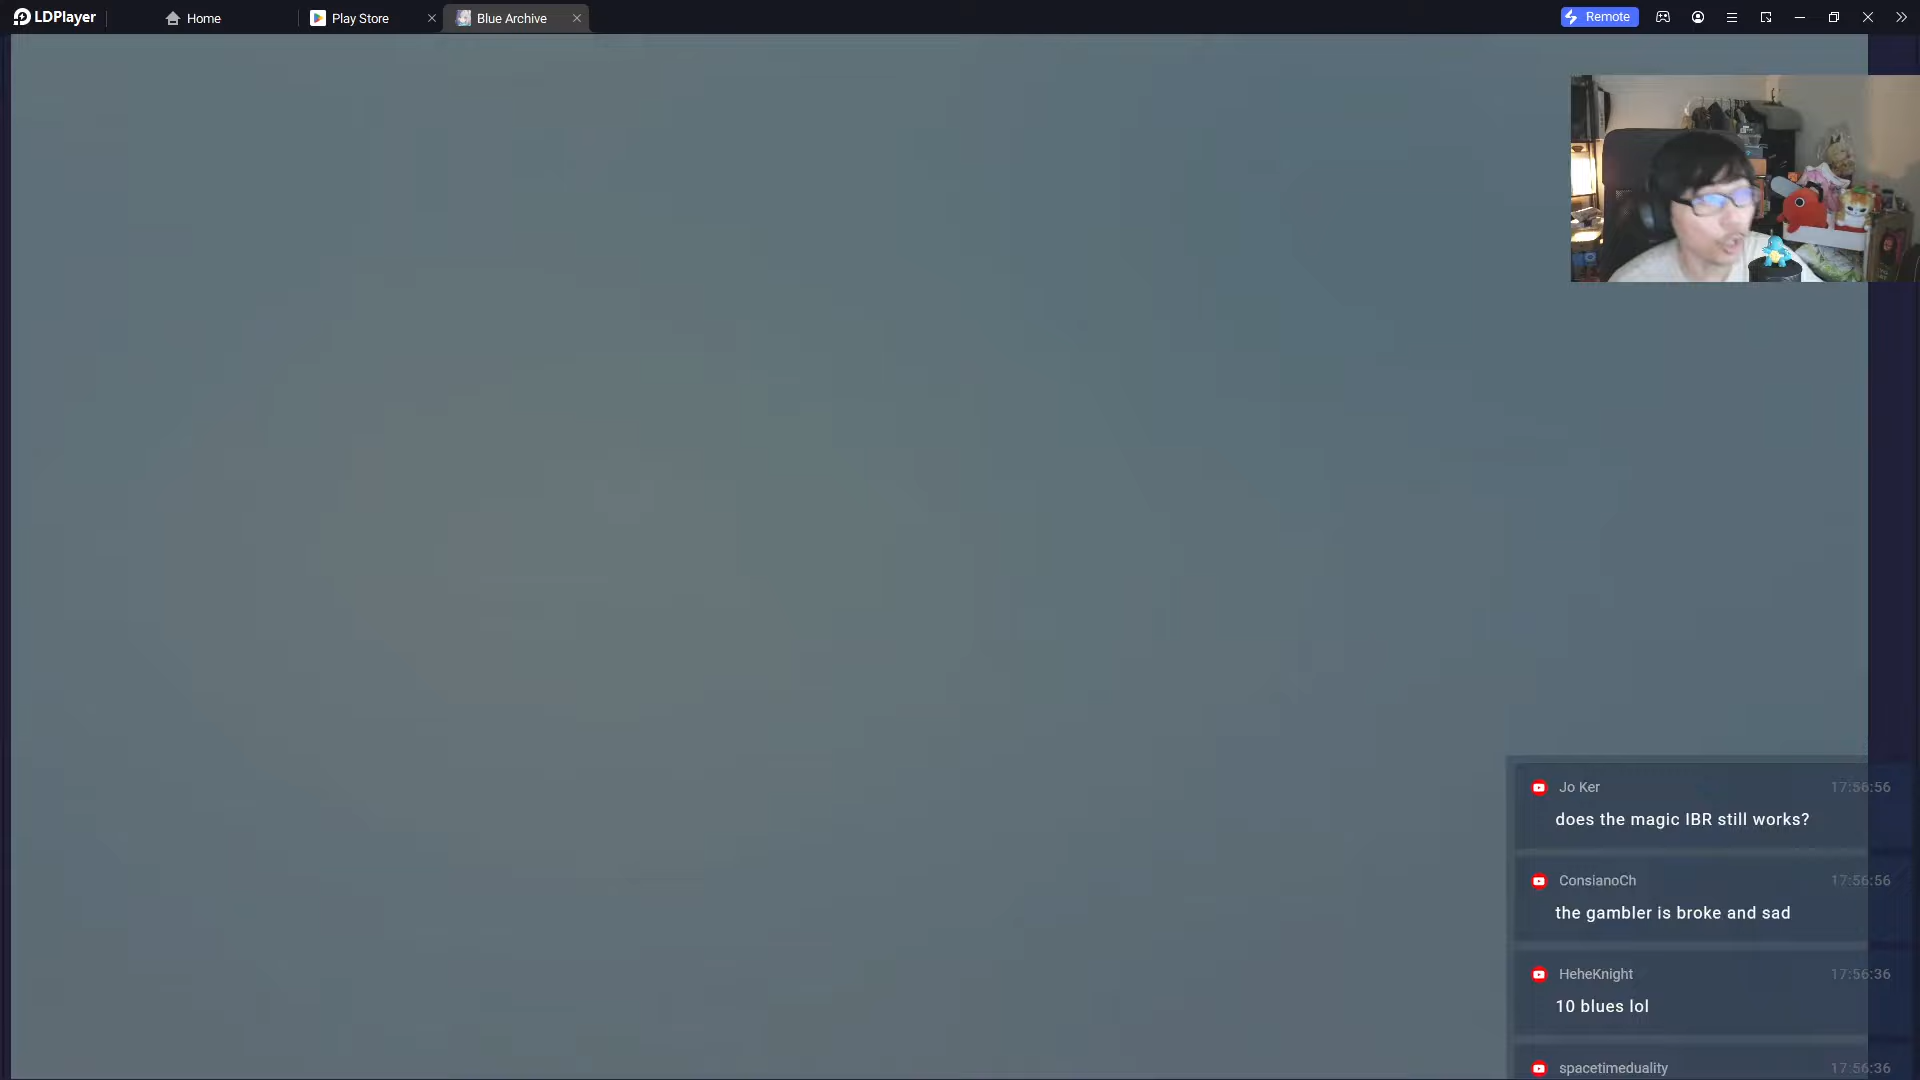 LDPlayer
Home
Play Store
Blue Archive
Remote
Jo Ker
17:56:56
does the magic IBR still works?
ConsianoCh
17:56:56
the gambler is broke and sad
HeheKnight
17:56:36
10 blues lol
spacetimeduality
17:56:36